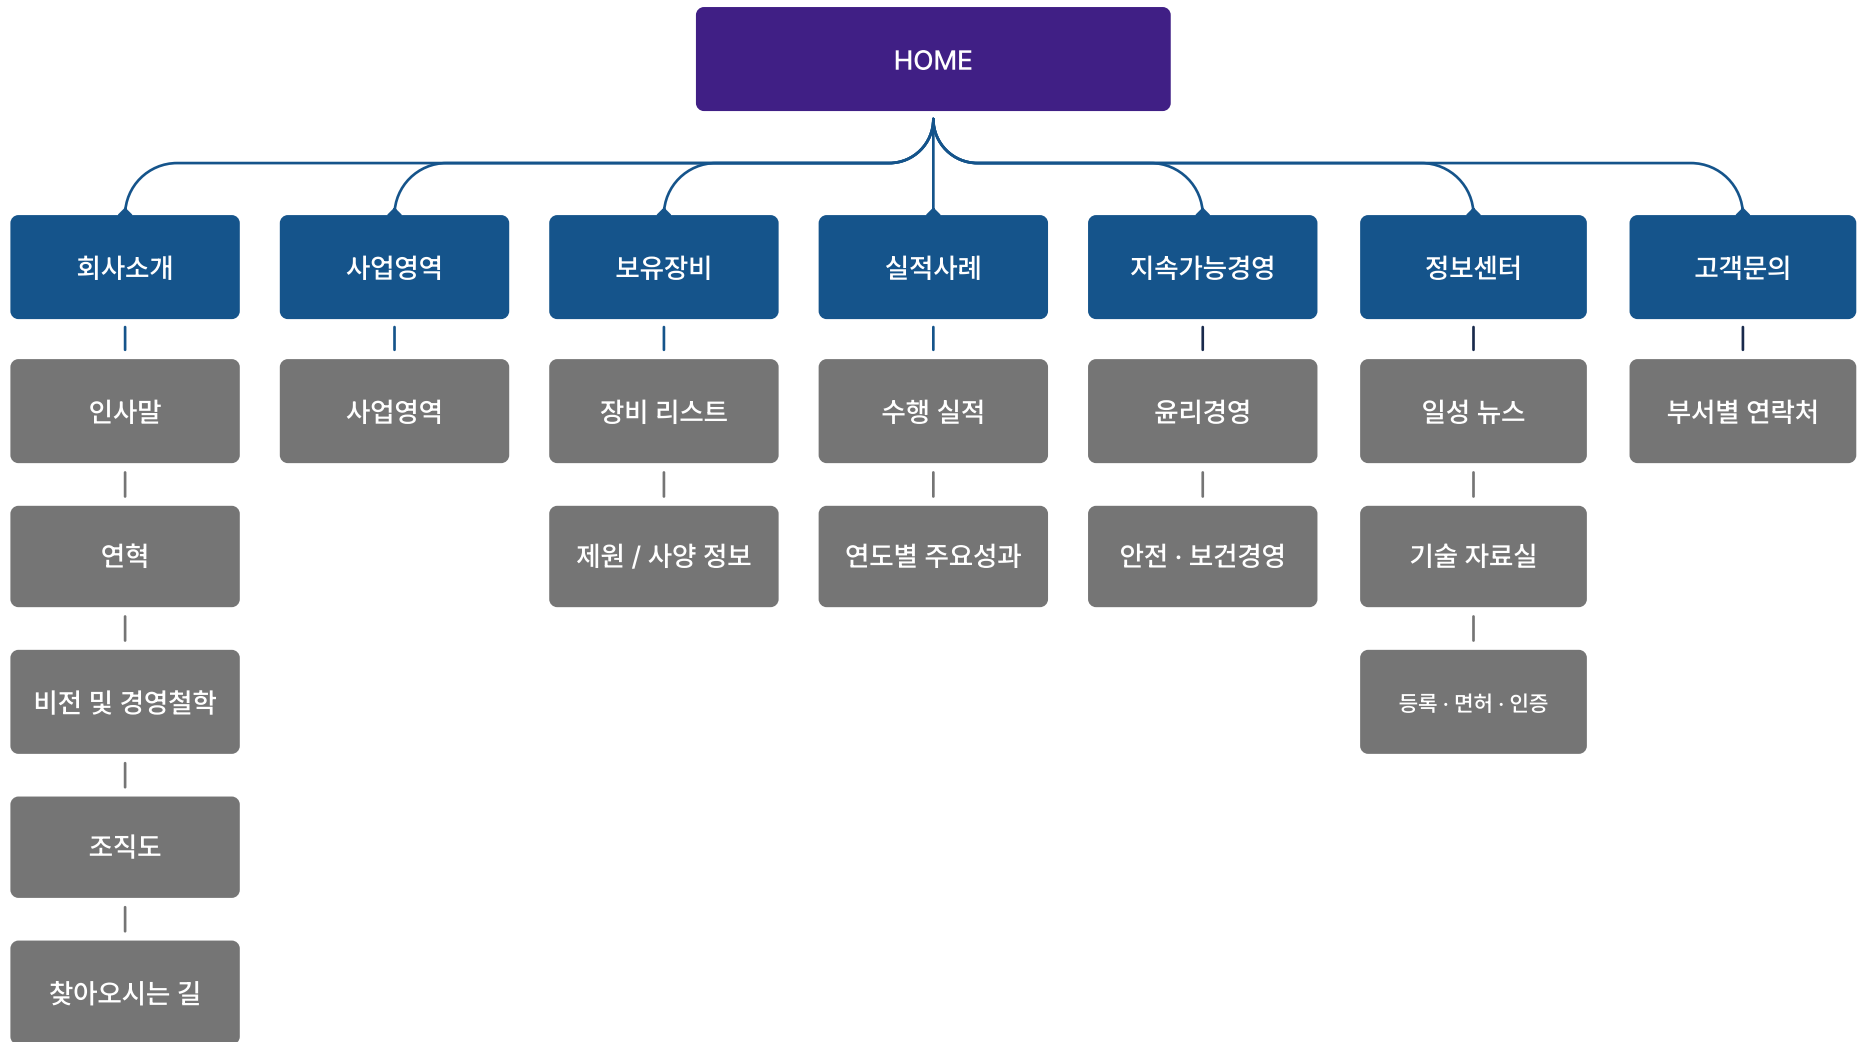 HOME
회사소개
사업영역
보유장비
실적사례
지속가능경영
정보센터
고객문의
인사말
사업영역
장비 리스트
수행 실적
윤리경영
일성 뉴스
부서별 연락처
연혁
제원 / 사양 정보
연도별 주요성과
안전 · 보건경영
기술 자료실
비전 및 경영철학
등록 · 면허 · 인증
조직도
찾아오시는 길